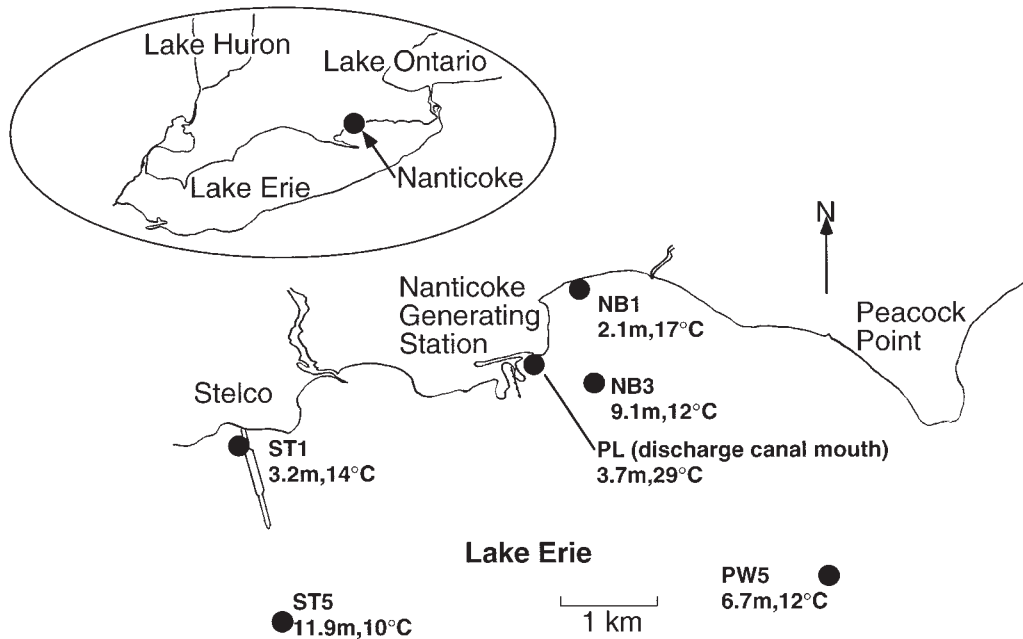 Lake Huron
Lake Ontario
Lake Erie
Nanticoke
N
Nanticoke
Generating
Station
NB1
2.1m,17°C
Peacock
Point
Stelco
NB3
9.1m,12°C
ST1
3.2m,14°C
PL (discharge canal mouth)
3.7m,29°C
Lake Erie
PW5
6.7m,12°C
ST5
11.9m,10°C
1 km